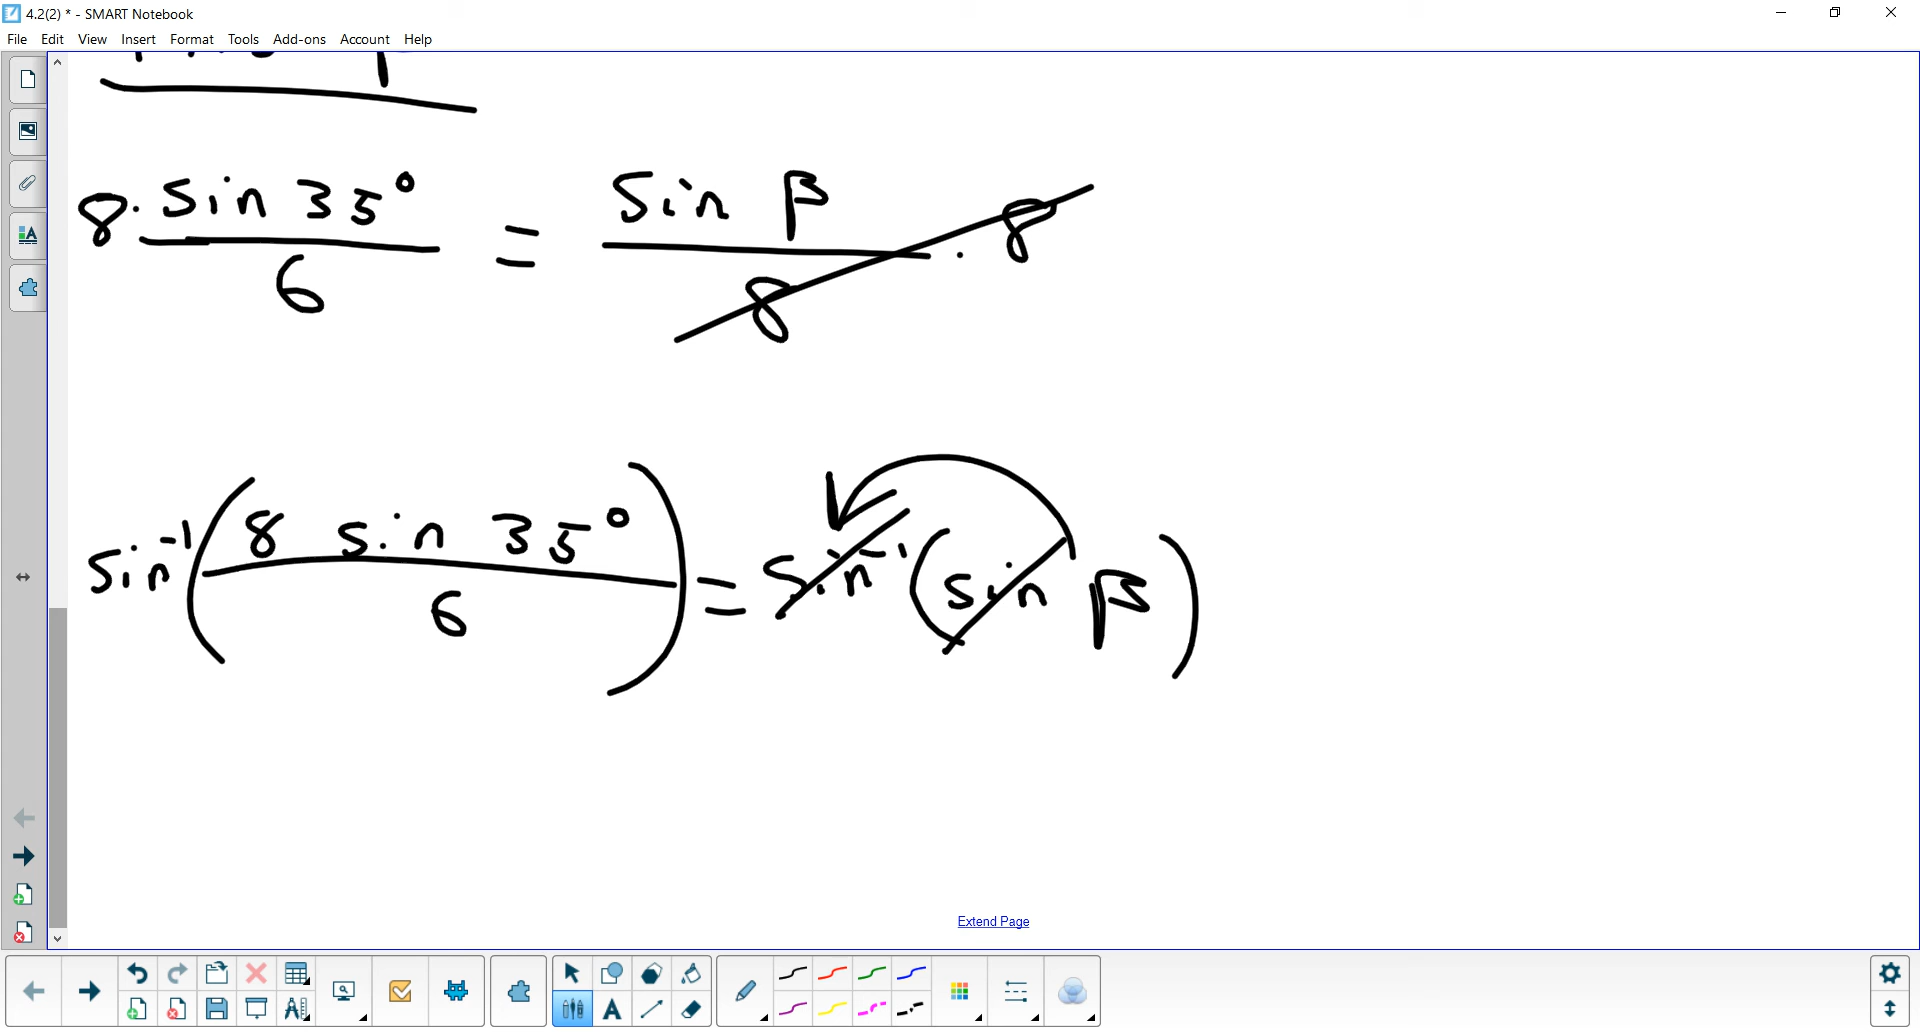 4.2(2) * - SMART Notebook
File Edit View Insert Format Tools Add-ons Account Help
8 · sin 35° / 6 = sin β / 8 · 8
sin⁻¹(8 sin 35° / 6) = sin⁻¹(sin β)
Extend Page